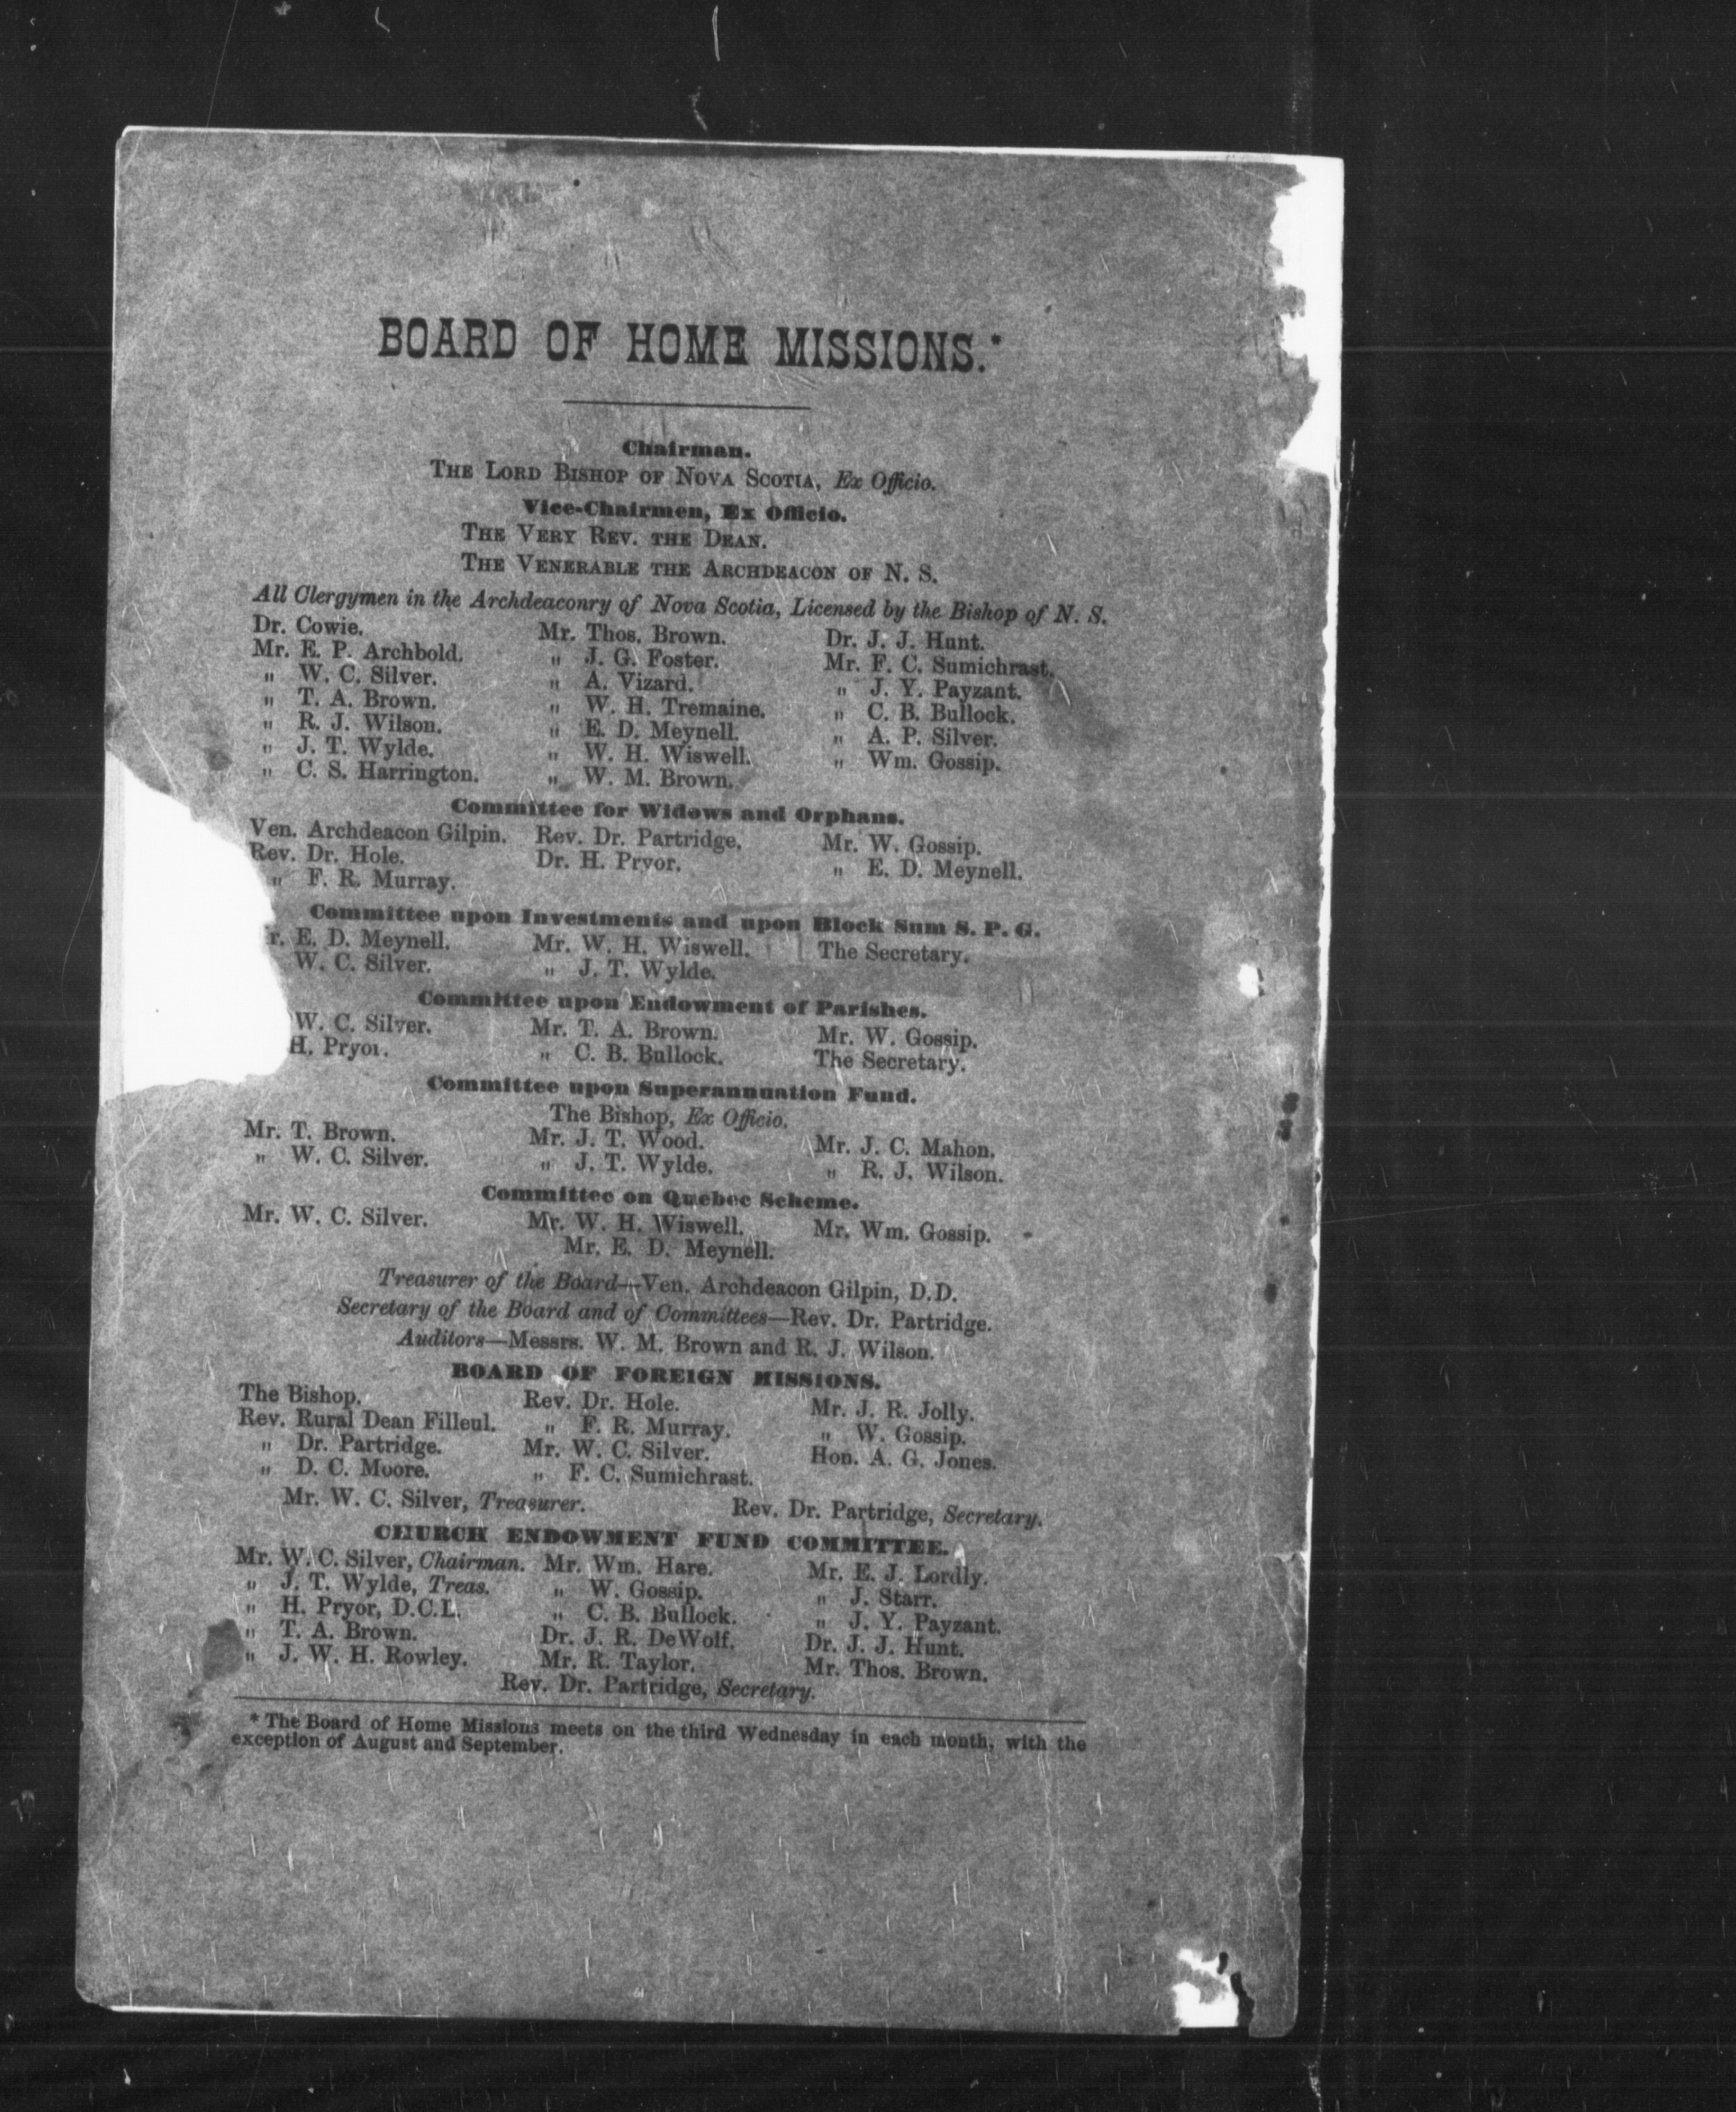 BOARD OF HOME MISSIONS.*
Chairman.
THE LORD BISHOP OF NOVA SCOTIA, Ex Officio.
Vice-Chairmen, Ex Officio.
THE VERY REV. THE DEAN.
THE VENERABLE THE ARCHDEACON OF N. S.
All Clergymen in the Archdeaconry of Nova Scotia, Licensed by the Bishop of N. S.
Dr. Cowie. Mr. Thos. Brown. Dr. J. J. Hunt.
Mr. E. P. Archbold. " J. G. Foster. Mr. F. C. Sumichrast.
" W. C. Silver. " A. Vizard. " J. Y. Payzant.
" T. A. Brown. " W. H. Tremaine. " C. B. Bullock.
" R. J. Wilson. " E. D. Meynell. " A. P. Silver.
" J. T. Wylde. " W. H. Wiswell. " Wm. Gossip.
" C. S. Harrington. " W. M. Brown.
Committee for Widows and Orphans.
Ven. Archdeacon Gilpin. Rev. Dr. Partridge. Mr. W. Gossip.
Rev. Dr. Hole. Dr. H. Pryor. " E. D. Meynell.
" F. R. Murray.
Committee upon Investments and upon Block Sum S. P. G.
r. E. D. Meynell. Mr. W. H. Wiswell. The Secretary.
W. C. Silver. " J. T. Wylde.
Committee upon Endowment of Parishes.
W. C. Silver. Mr. T. A. Brown. Mr. W. Gossip.
H. Pryor. " C. B. Bullock. The Secretary.
Committee upon Superannuation Fund.
The Bishop, Ex Officio.
Mr. T. Brown. Mr. J. T. Wood. Mr. J. C. Mahon.
" W. C. Silver. " J. T. Wylde. " R. J. Wilson.
Committee on Quebec Scheme.
Mr. W. C. Silver. Mr. W. H. Wiswell. Mr. Wm. Gossip.
Mr. E. D. Meynell.
Treasurer of the Board—Ven. Archdeacon Gilpin, D.D.
Secretary of the Board and of Committees—Rev. Dr. Partridge.
Auditors—Messrs. W. M. Brown and R. J. Wilson.
BOARD OF FOREIGN MISSIONS.
The Bishop. Rev. Dr. Hole. Mr. J. R. Jolly.
Rev. Rural Dean Filleul. " F. R. Murray. " W. Gossip.
" Dr. Partridge. Mr. W. C. Silver. Hon. A. G. Jones.
" D. C. Moore. " F. C. Sumichrast.
Mr. W. C. Silver, Treasurer. Rev. Dr. Partridge, Secretary.
CHURCH ENDOWMENT FUND COMMITTEE.
Mr. W. C. Silver, Chairman. Mr. Wm. Hare. Mr. E. J. Lordly.
" J. T. Wylde, Treas. " W. Gossip. " J. Starr.
" H. Pryor, D.C.L. " C. B. Bullock. " J. Y. Payzant.
" T. A. Brown. Dr. J. R. DeWolf. Dr. J. J. Hunt.
" J. W. H. Rowley. Mr. R. Taylor. Mr. Thos. Brown.
Rev. Dr. Partridge, Secretary.
* The Board of Home Missions meets on the third Wednesday in each month, with the
exception of August and September.